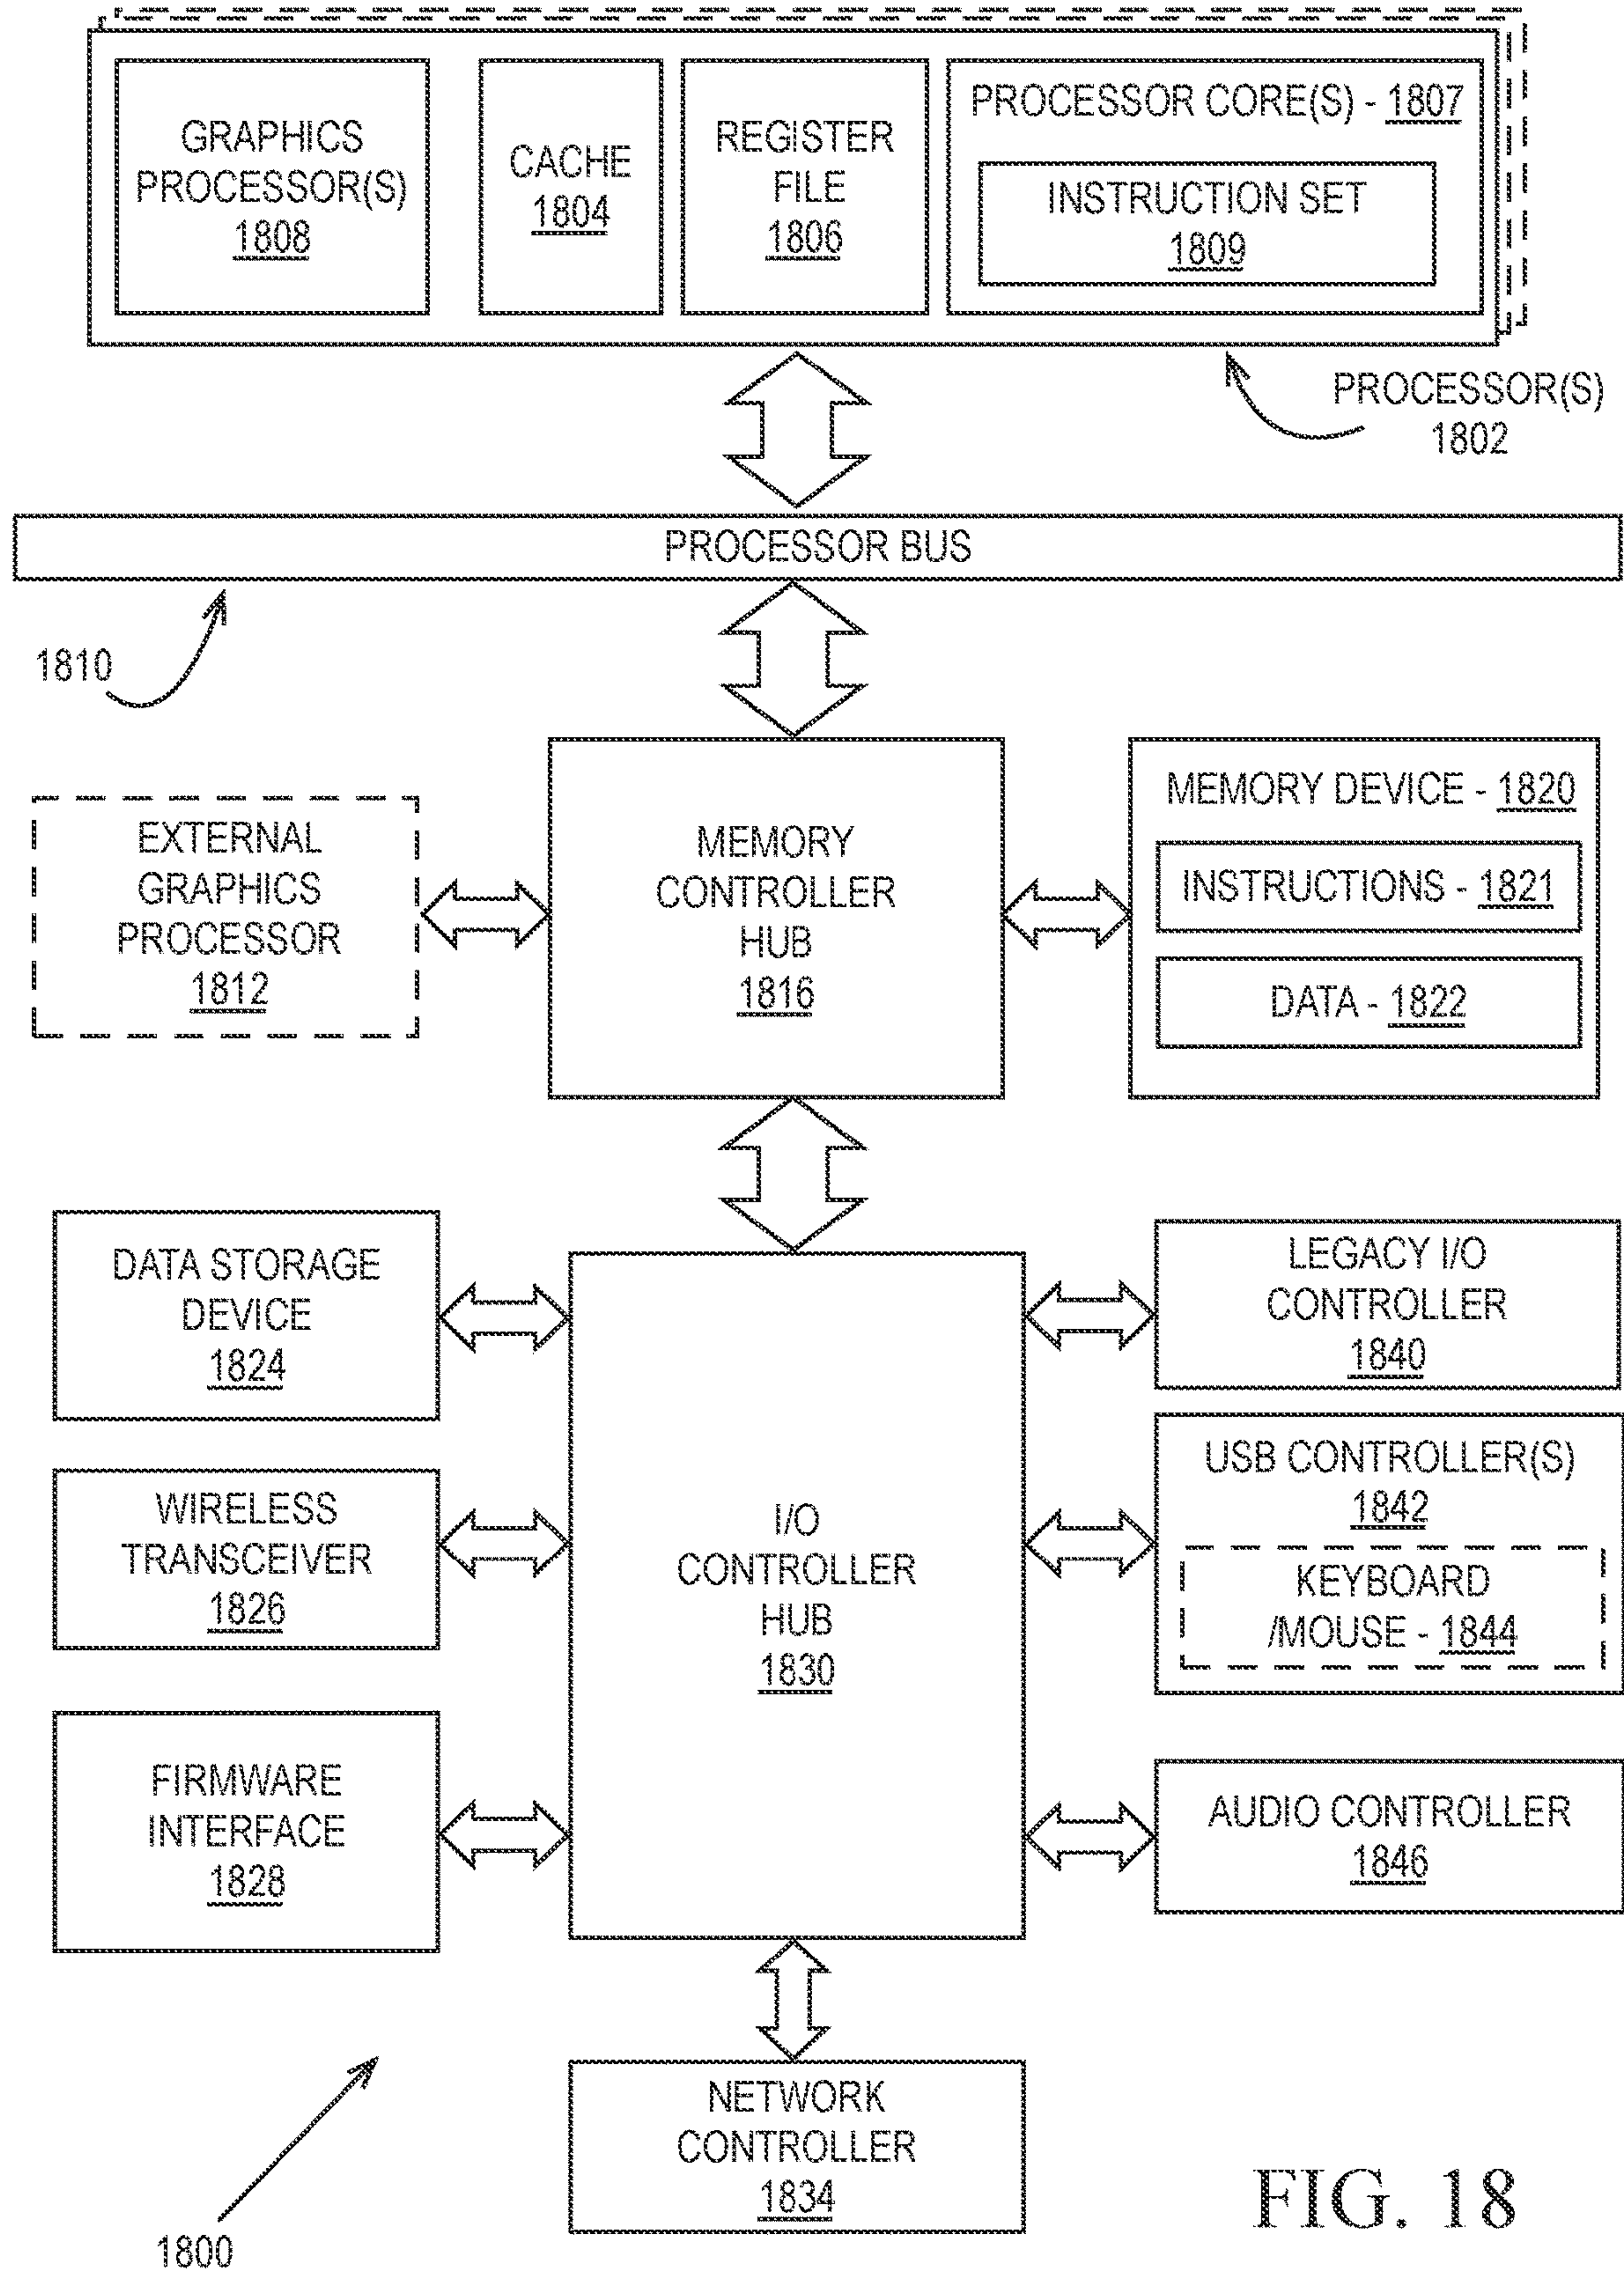 GRAPHICS
PROCESSOR(S)
1808
CACHE
1804
REGISTER
FILE
1806
PROCESSOR CORE(S) - 1807
INSTRUCTION SET
1809
PROCESSOR(S)
1802
PROCESSOR BUS
1810
EXTERNAL
GRAPHICS
PROCESSOR
1812
MEMORY
CONTROLLER
HUB
1816
MEMORY DEVICE - 1820
INSTRUCTIONS - 1821
DATA - 1822
DATA STORAGE
DEVICE
1824
WIRELESS
TRANSCEIVER
1826
FIRMWARE
INTERFACE
1828
I/O
CONTROLLER
HUB
1830
LEGACY I/O
CONTROLLER
1840
USB CONTROLLER(S)
1842
KEYBOARD
/MOUSE - 1844
AUDIO CONTROLLER
1846
NETWORK
CONTROLLER
1834
1800
FIG. 18